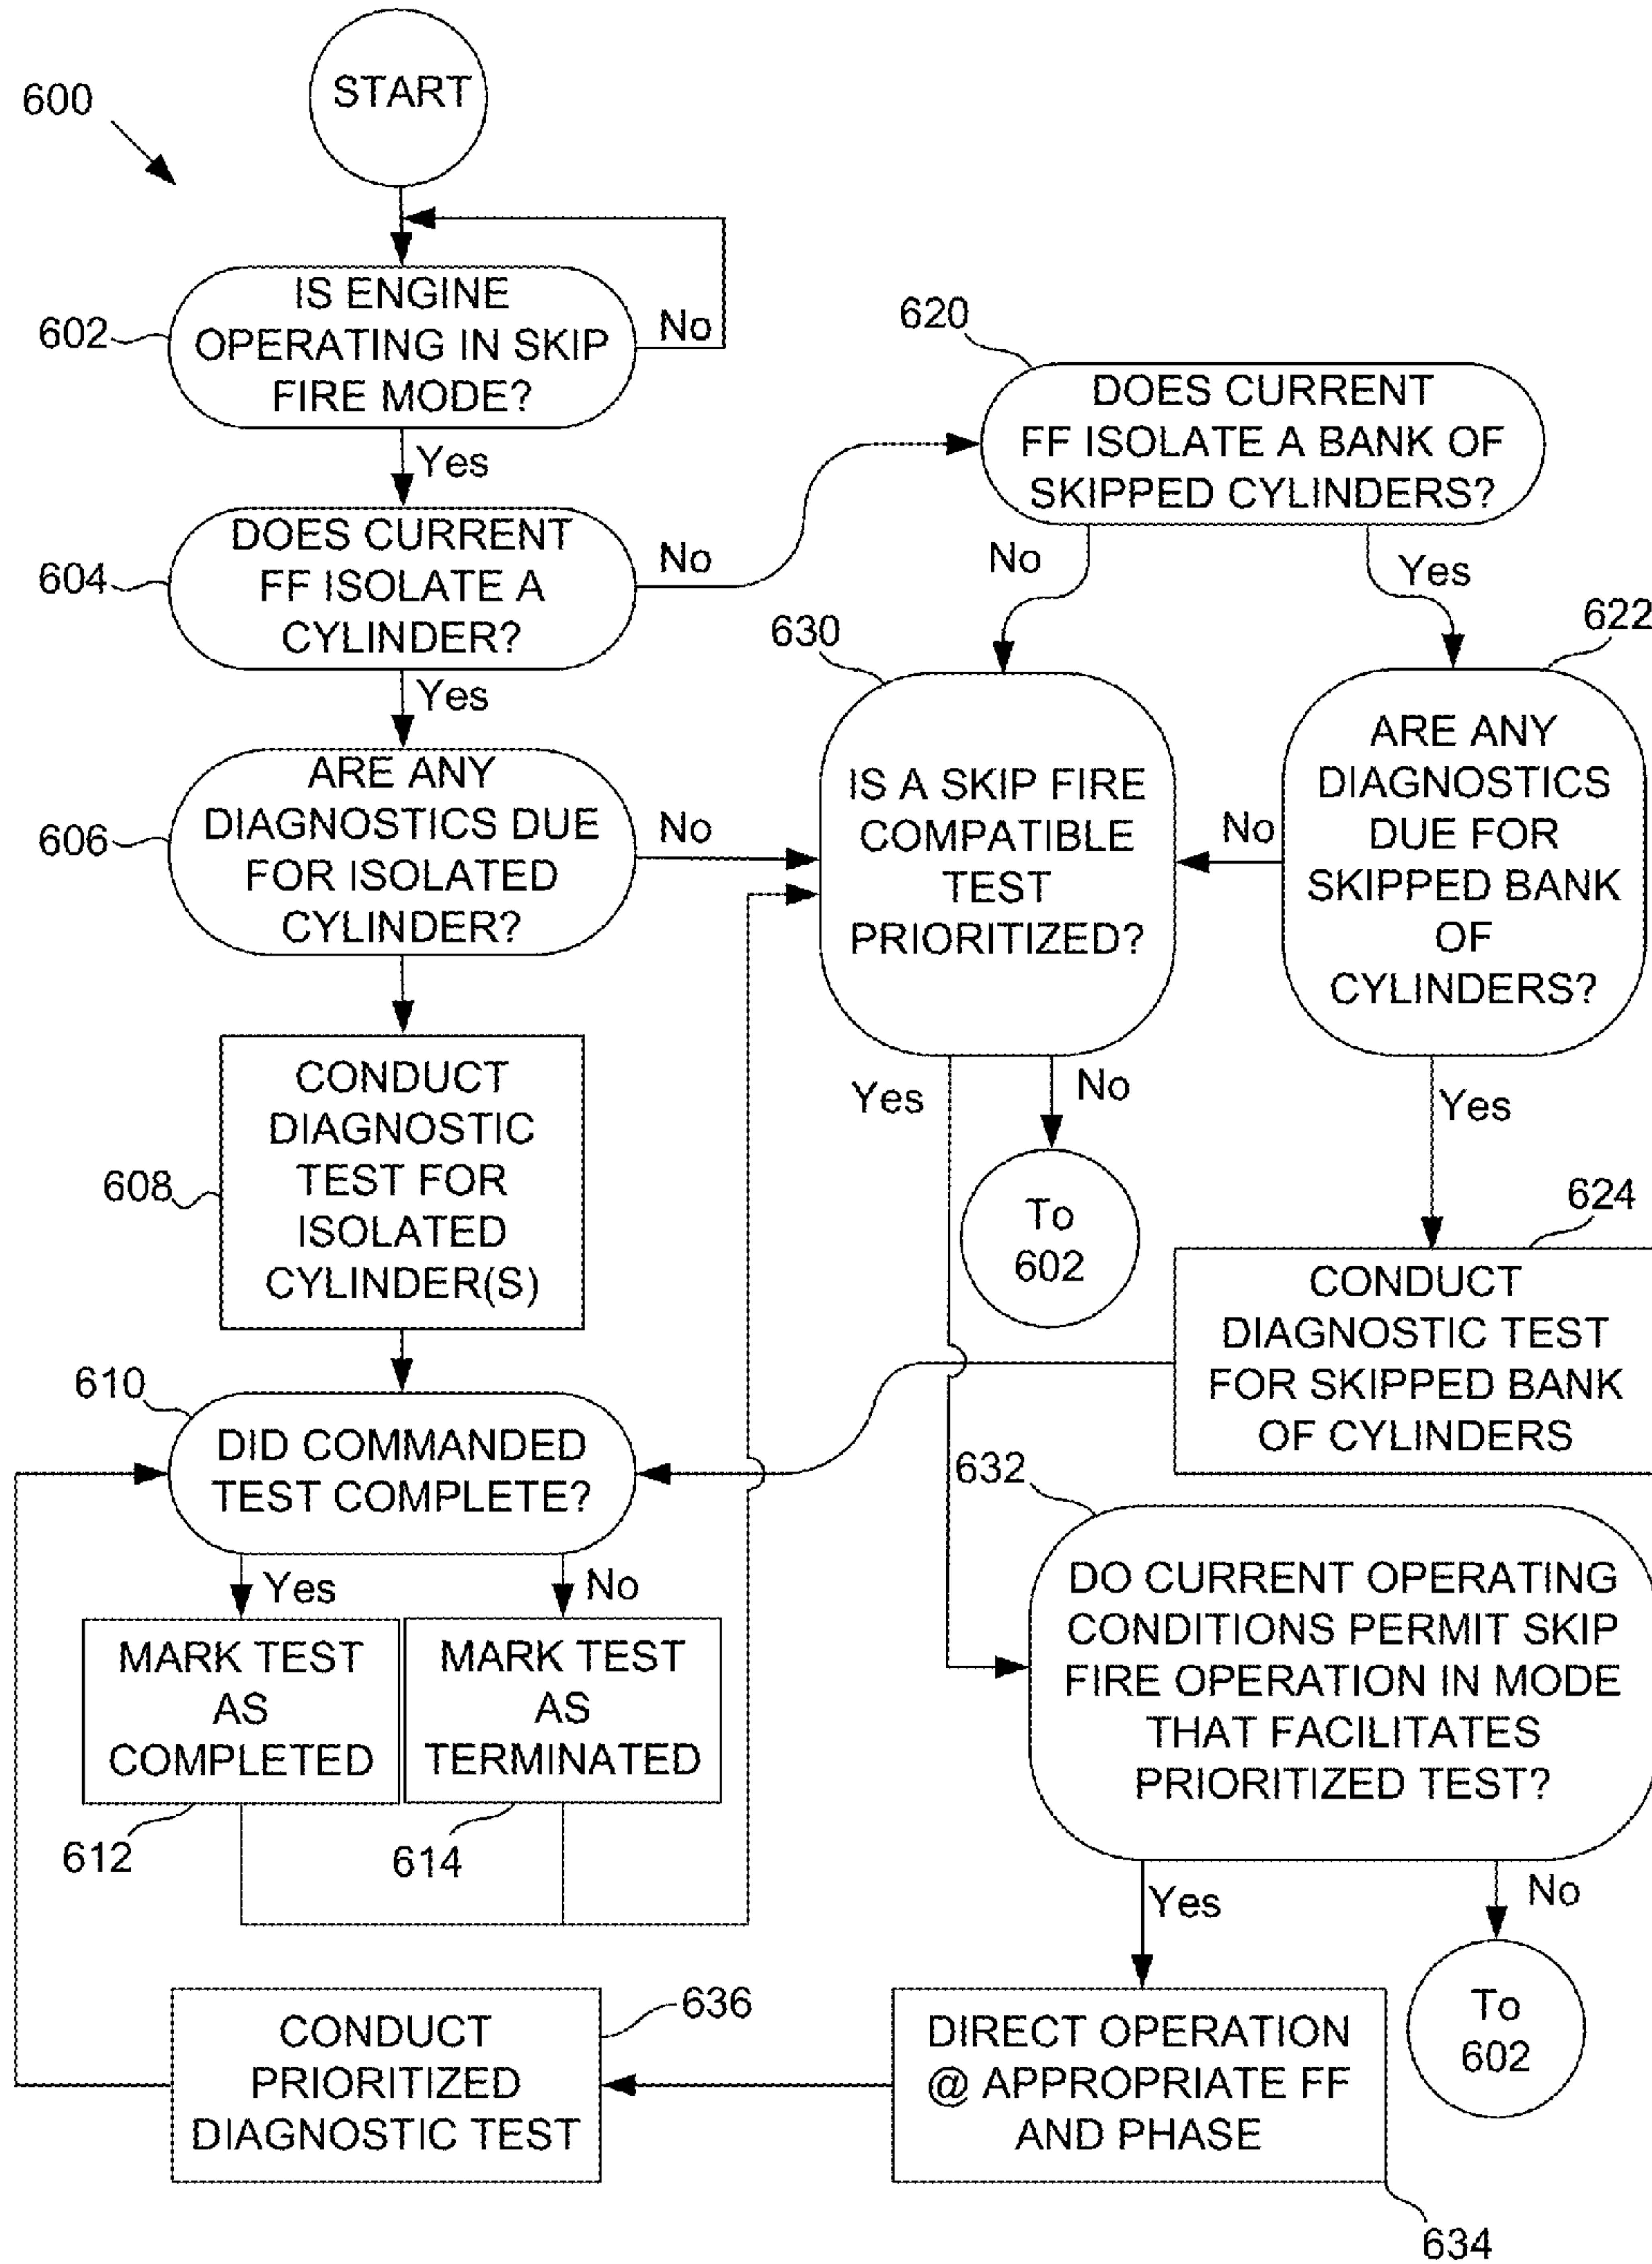 600
START
602
IS ENGINE
OPERATING IN SKIP
FIRE MODE?
No
Yes
604
DOES CURRENT
FF ISOLATE A
CYLINDER?
No
Yes
606
ARE ANY
DIAGNOSTICS DUE
FOR ISOLATED
CYLINDER?
No
608
CONDUCT
DIAGNOSTIC
TEST FOR
ISOLATED
CYLINDER(S)
610
DID COMMANDED
TEST COMPLETE?
Yes
No
MARK TEST
AS
COMPLETED
612
MARK TEST
AS
TERMINATED
614
620
DOES CURRENT
FF ISOLATE A BANK OF
SKIPPED CYLINDERS?
No
Yes
630
IS A SKIP FIRE
COMPATIBLE
TEST
PRIORITIZED?
Yes
No
To
602
622
ARE ANY
DIAGNOSTICS
DUE FOR
SKIPPED BANK
OF
CYLINDERS?
No
Yes
624
CONDUCT
DIAGNOSTIC TEST
FOR SKIPPED BANK
OF CYLINDERS
632
DO CURRENT OPERATING
CONDITIONS PERMIT SKIP
FIRE OPERATION IN MODE
THAT FACILITATES
PRIORITIZED TEST?
Yes
No
To
602
DIRECT OPERATION
@ APPROPRIATE FF
AND PHASE
634
636
CONDUCT
PRIORITIZED
DIAGNOSTIC TEST